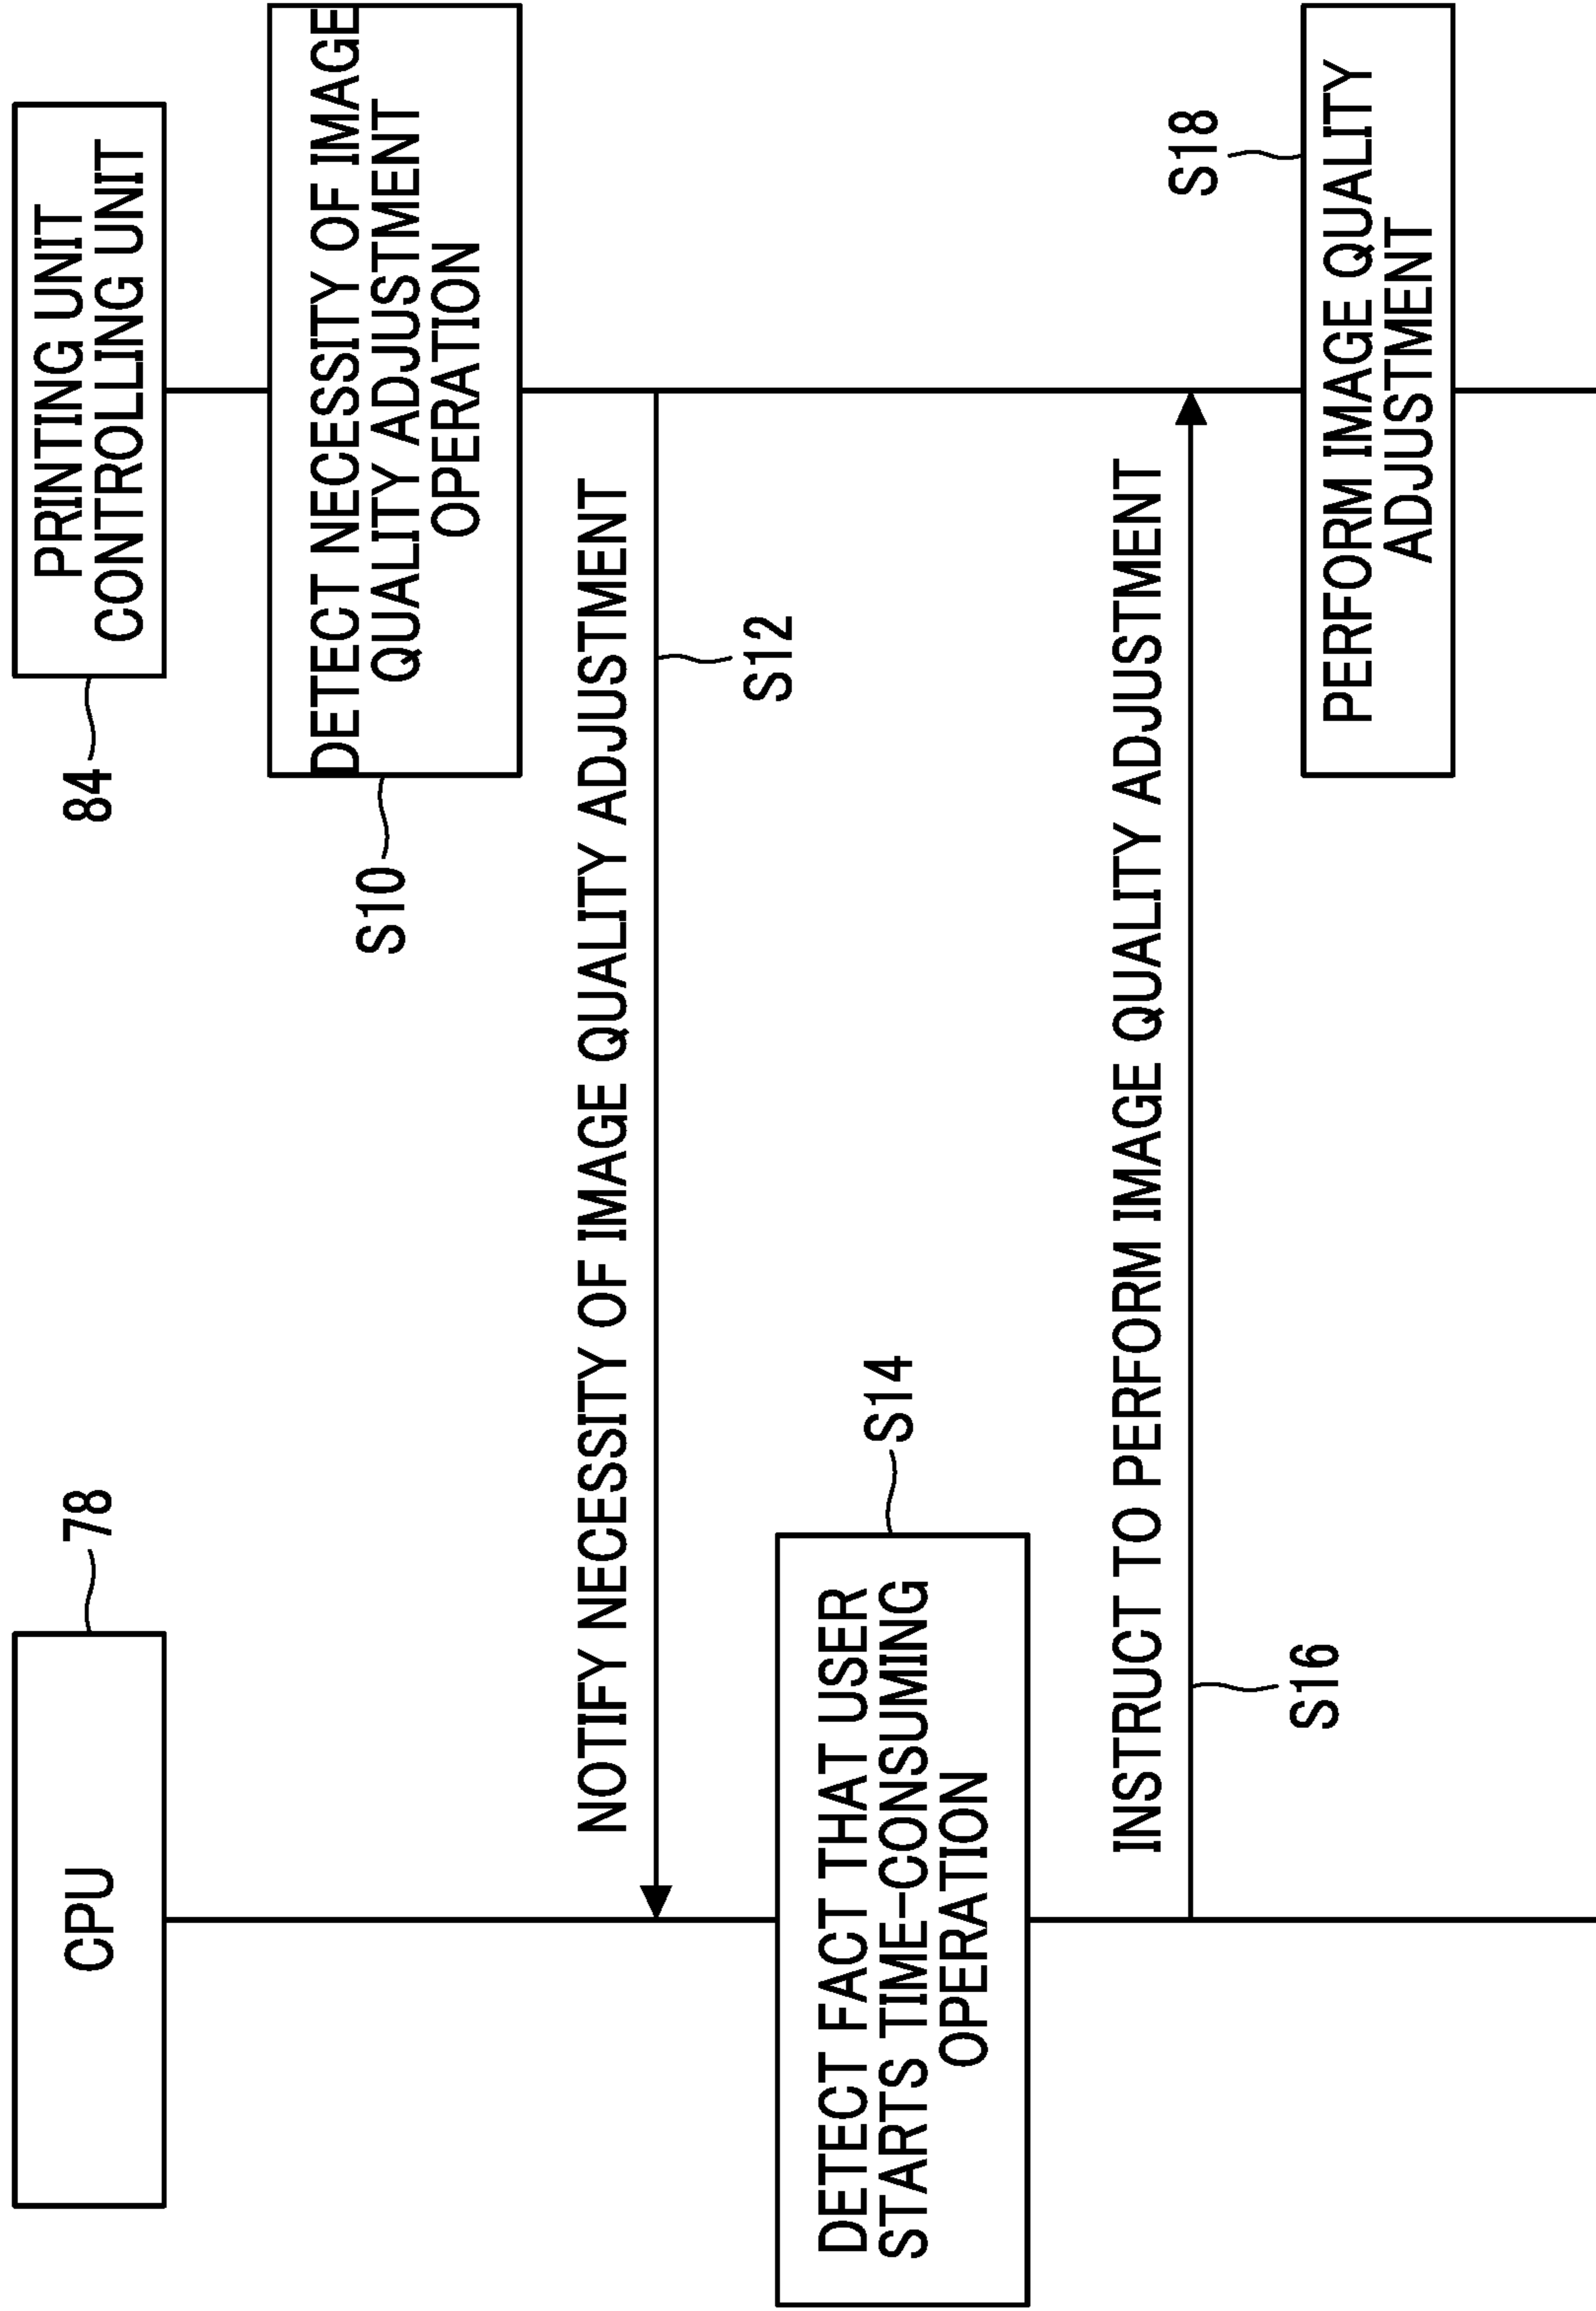 CPU
78
PRINTING UNIT
CONTROLLING UNIT
84
DETECT NECESSITY OF IMAGE
QUALITY ADJUSTMENT
OPERATION
S10
NOTIFY NECESSITY OF IMAGE QUALITY ADJUSTMENT
S12
DETECT FACT THAT USER
STARTS TIME-CONSUMING
OPERATION
S14
INSTRUCT TO PERFORM IMAGE QUALITY ADJUSTMENT
S16
S18
PERFORM IMAGE QUALITY
ADJUSTMENT